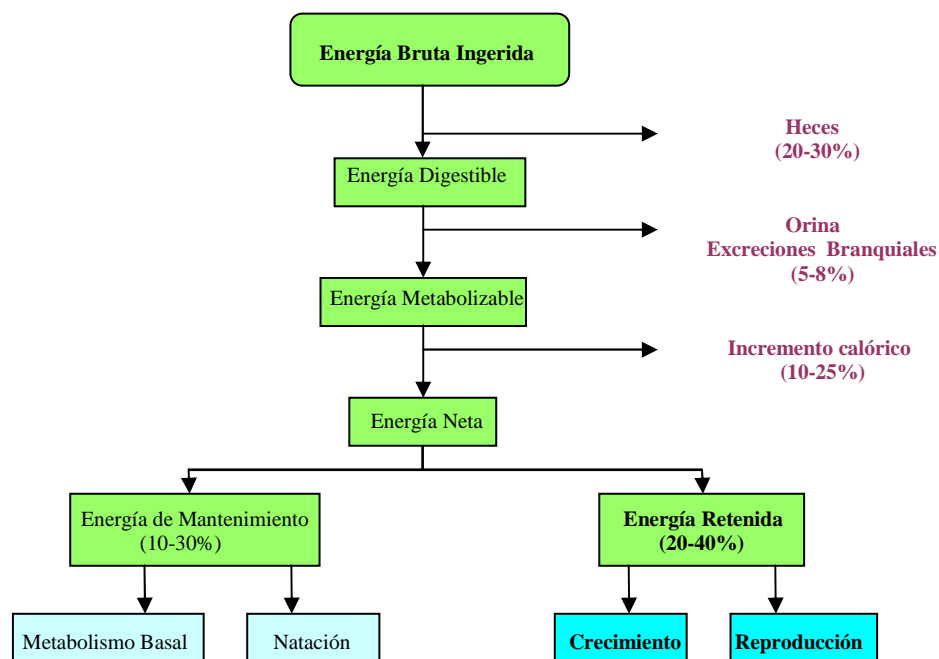 Energía Bruta Ingerida
Heces
(20-30%)
Energía Digestible
Orina
Excreciones Branquiales
(5-8%)
Energía Metabolizable
Incremento calórico
(10-25%)
Energía Neta
Energía de Mantenimiento
(10-30%)
Energía Retenida
(20-40%)
Metabolismo Basal
Natación
Crecimiento
Reproducción